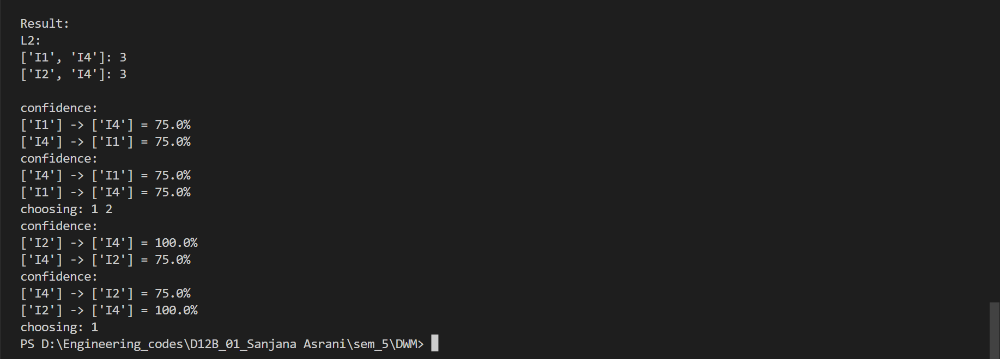 Result:
L2:
['I1', 'I4']: 3
['I2', 'I4']: 3
confidence:
['I1'] -> ['I4'] = 75.0%
['I4'] -> ['I1'] = 75.0%
confidence:
['I4'] -> ['I1'] = 75.0%
['I1'] -> ['I4'] = 75.0%
choosing: 1 2
confidence:
['I2'] -> ['I4'] = 100.0%
['I4'] -> ['I2'] = 75.0%
confidence:
['I4'] -> ['I2'] = 75.0%
['I2'] -> ['I4'] = 100.0%
choosing: 1
PS D:\Engineering_codes\D12B_01_Sanjana Asrani\sem_5\DWM>